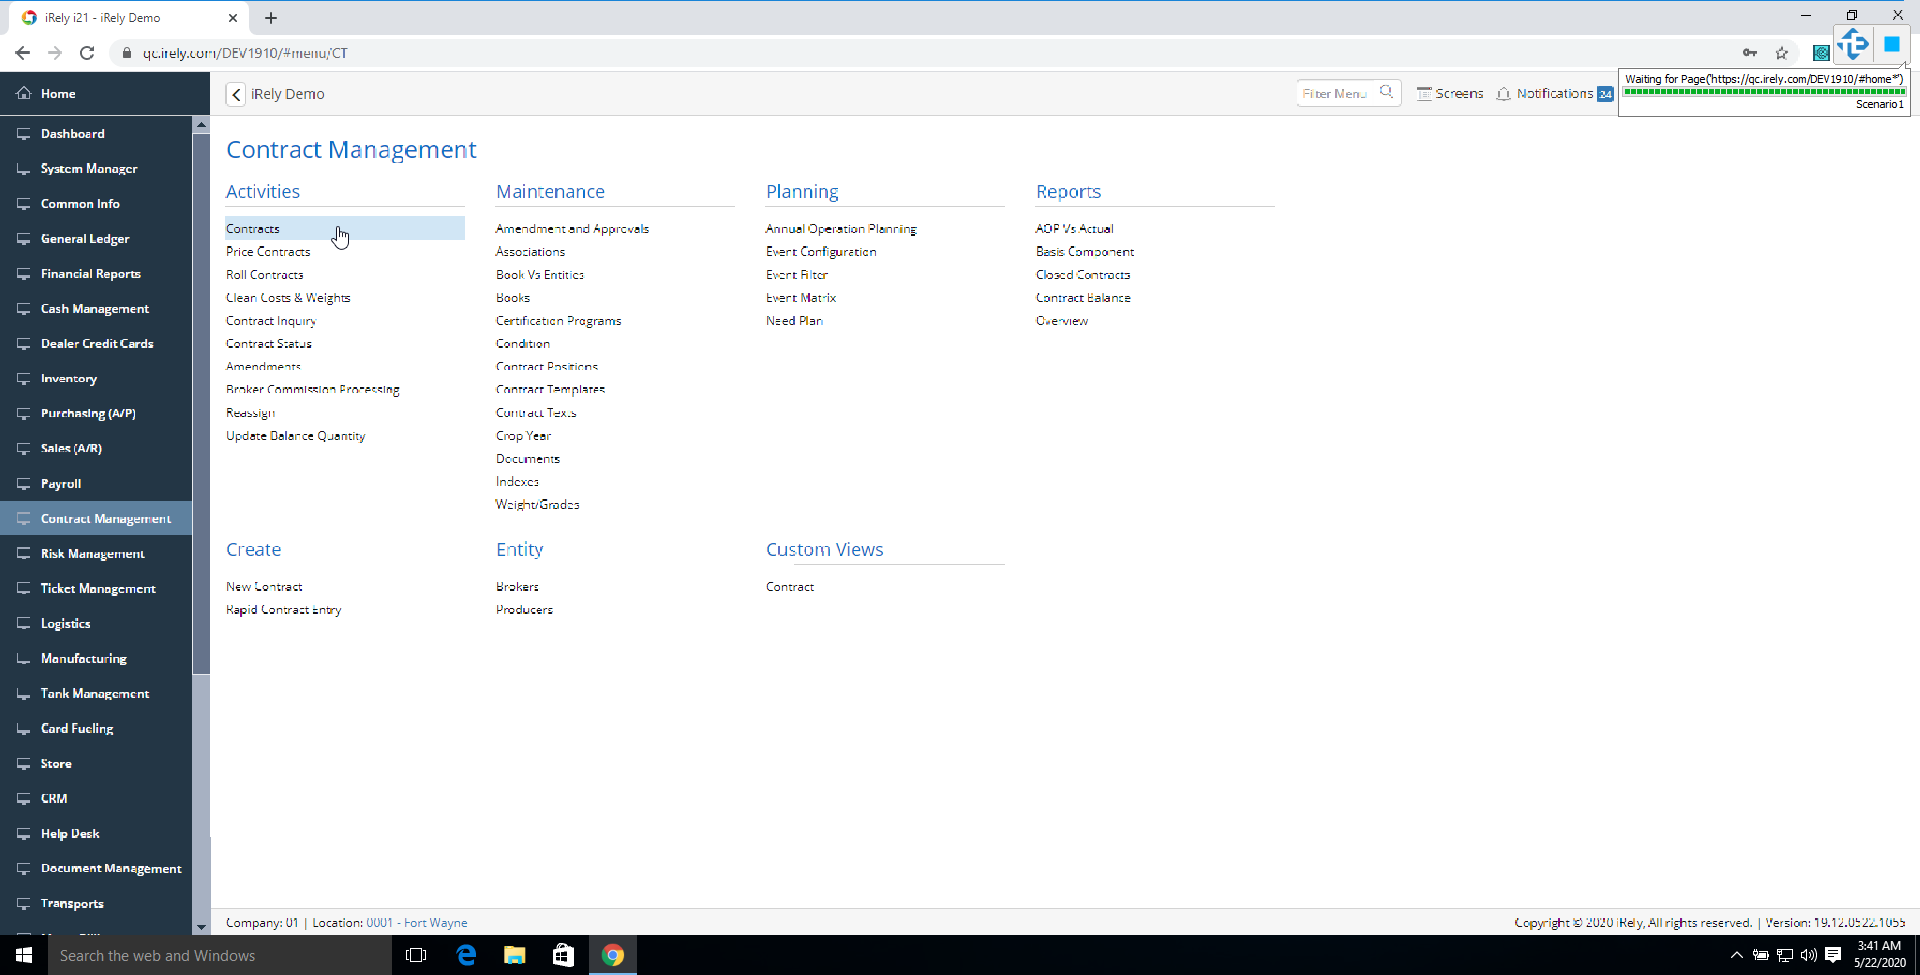 iRely i21 - iRely Demo
qc.irely.com/DEV1910/#menu/CT
Waiting for Page('https://qc.irely.com/DEV1910/#home*')
Scenario1
Home
iRely Demo
Filter Menu
Screens
Notifications 24
Dashboard
System Manager
Common Info
General Ledger
Financial Reports
Cash Management
Dealer Credit Cards
Inventory
Purchasing (A/P)
Sales (A/R)
Payroll
Contract Management
Risk Management
Ticket Management
Logistics
Manufacturing
Tank Management
Card Fueling
Store
CRM
Help Desk
Document Management
Transports
Contract Management
Activities
Contracts
Price Contracts
Roll Contracts
Clean Costs & Weights
Contract Inquiry
Contract Status
Amendments
Broker Commission Processing
Reassign
Update Balance Quantity
Maintenance
Amendment and Approvals
Associations
Book Vs Entities
Books
Certification Programs
Condition
Contract Positions
Contract Templates
Contract Texts
Crop Year
Documents
Indexes
Weight/Grades
Planning
Annual Operation Planning
Event Configuration
Event Filter
Event Matrix
Need Plan
Reports
AOP Vs Actual
Basis Component
Closed Contracts
Contract Balance
Overview
Create
New Contract
Rapid Contract Entry
Entity
Brokers
Producers
Custom Views
Contract
Company: 01 | Location: 0001 - Fort Wayne
Copyright © 2020 iRely, All rights reserved. | Version: 19.12.0522.1055
Search the web and Windows
3:41 AM
5/22/2020